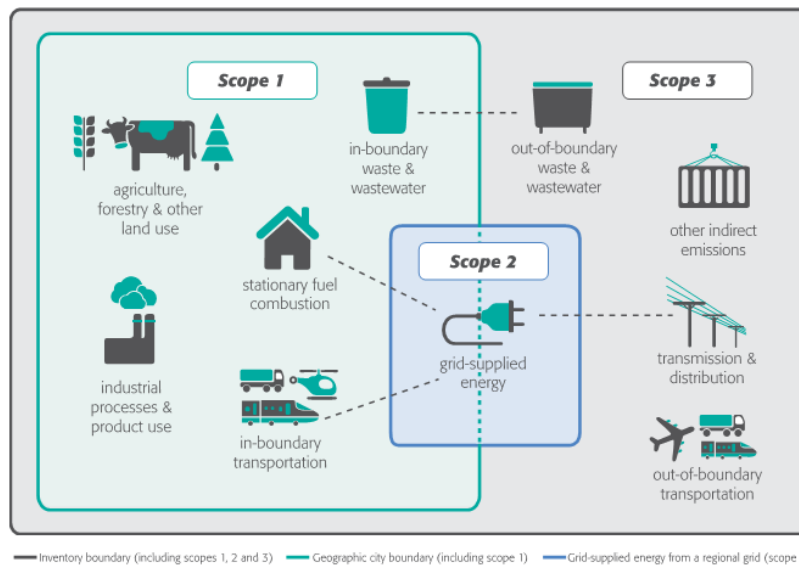 Scope 1
Scope 3
in-boundary
waste &
wastewater
out-of-boundary
waste &
wastewater
agriculture,
forestry & other
land use
other indirect
emissions
Scope 2
stationary fuel
combustion
grid-supplied
energy
transmission &
distribution
industrial
processes &
product use
in-boundary
transportation
out-of-boundary
transportation
Inventory boundary (including scopes 1, 2 and 3) Geographic city boundary (including scope 1) Grid-supplied energy from a regional grid (scope